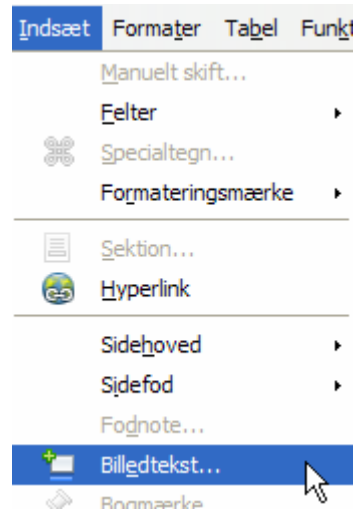 Indsæt Formater Tabel Funkt
Manuelt skift...
Felter
Specialtegn...
Formateringsmærke
Sektion...
Hyperlink
Sidehoved
Sidefod
Fodnote...
Billedtekst...
Bogmærke